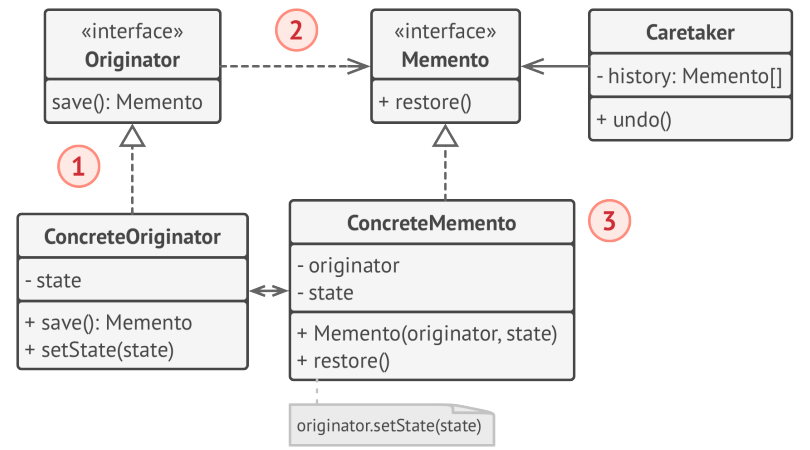 «interface»
Originator
save(): Memento
2
«interface»
Memento
+ restore()
Caretaker
- history: Memento[]
+ undo()
1
ConcreteOriginator
- state
+ save(): Memento
+ setState(state)
ConcreteMemento
- originator
- state
+ Memento(originator, state)
+ restore()
3
originator.setState(state)